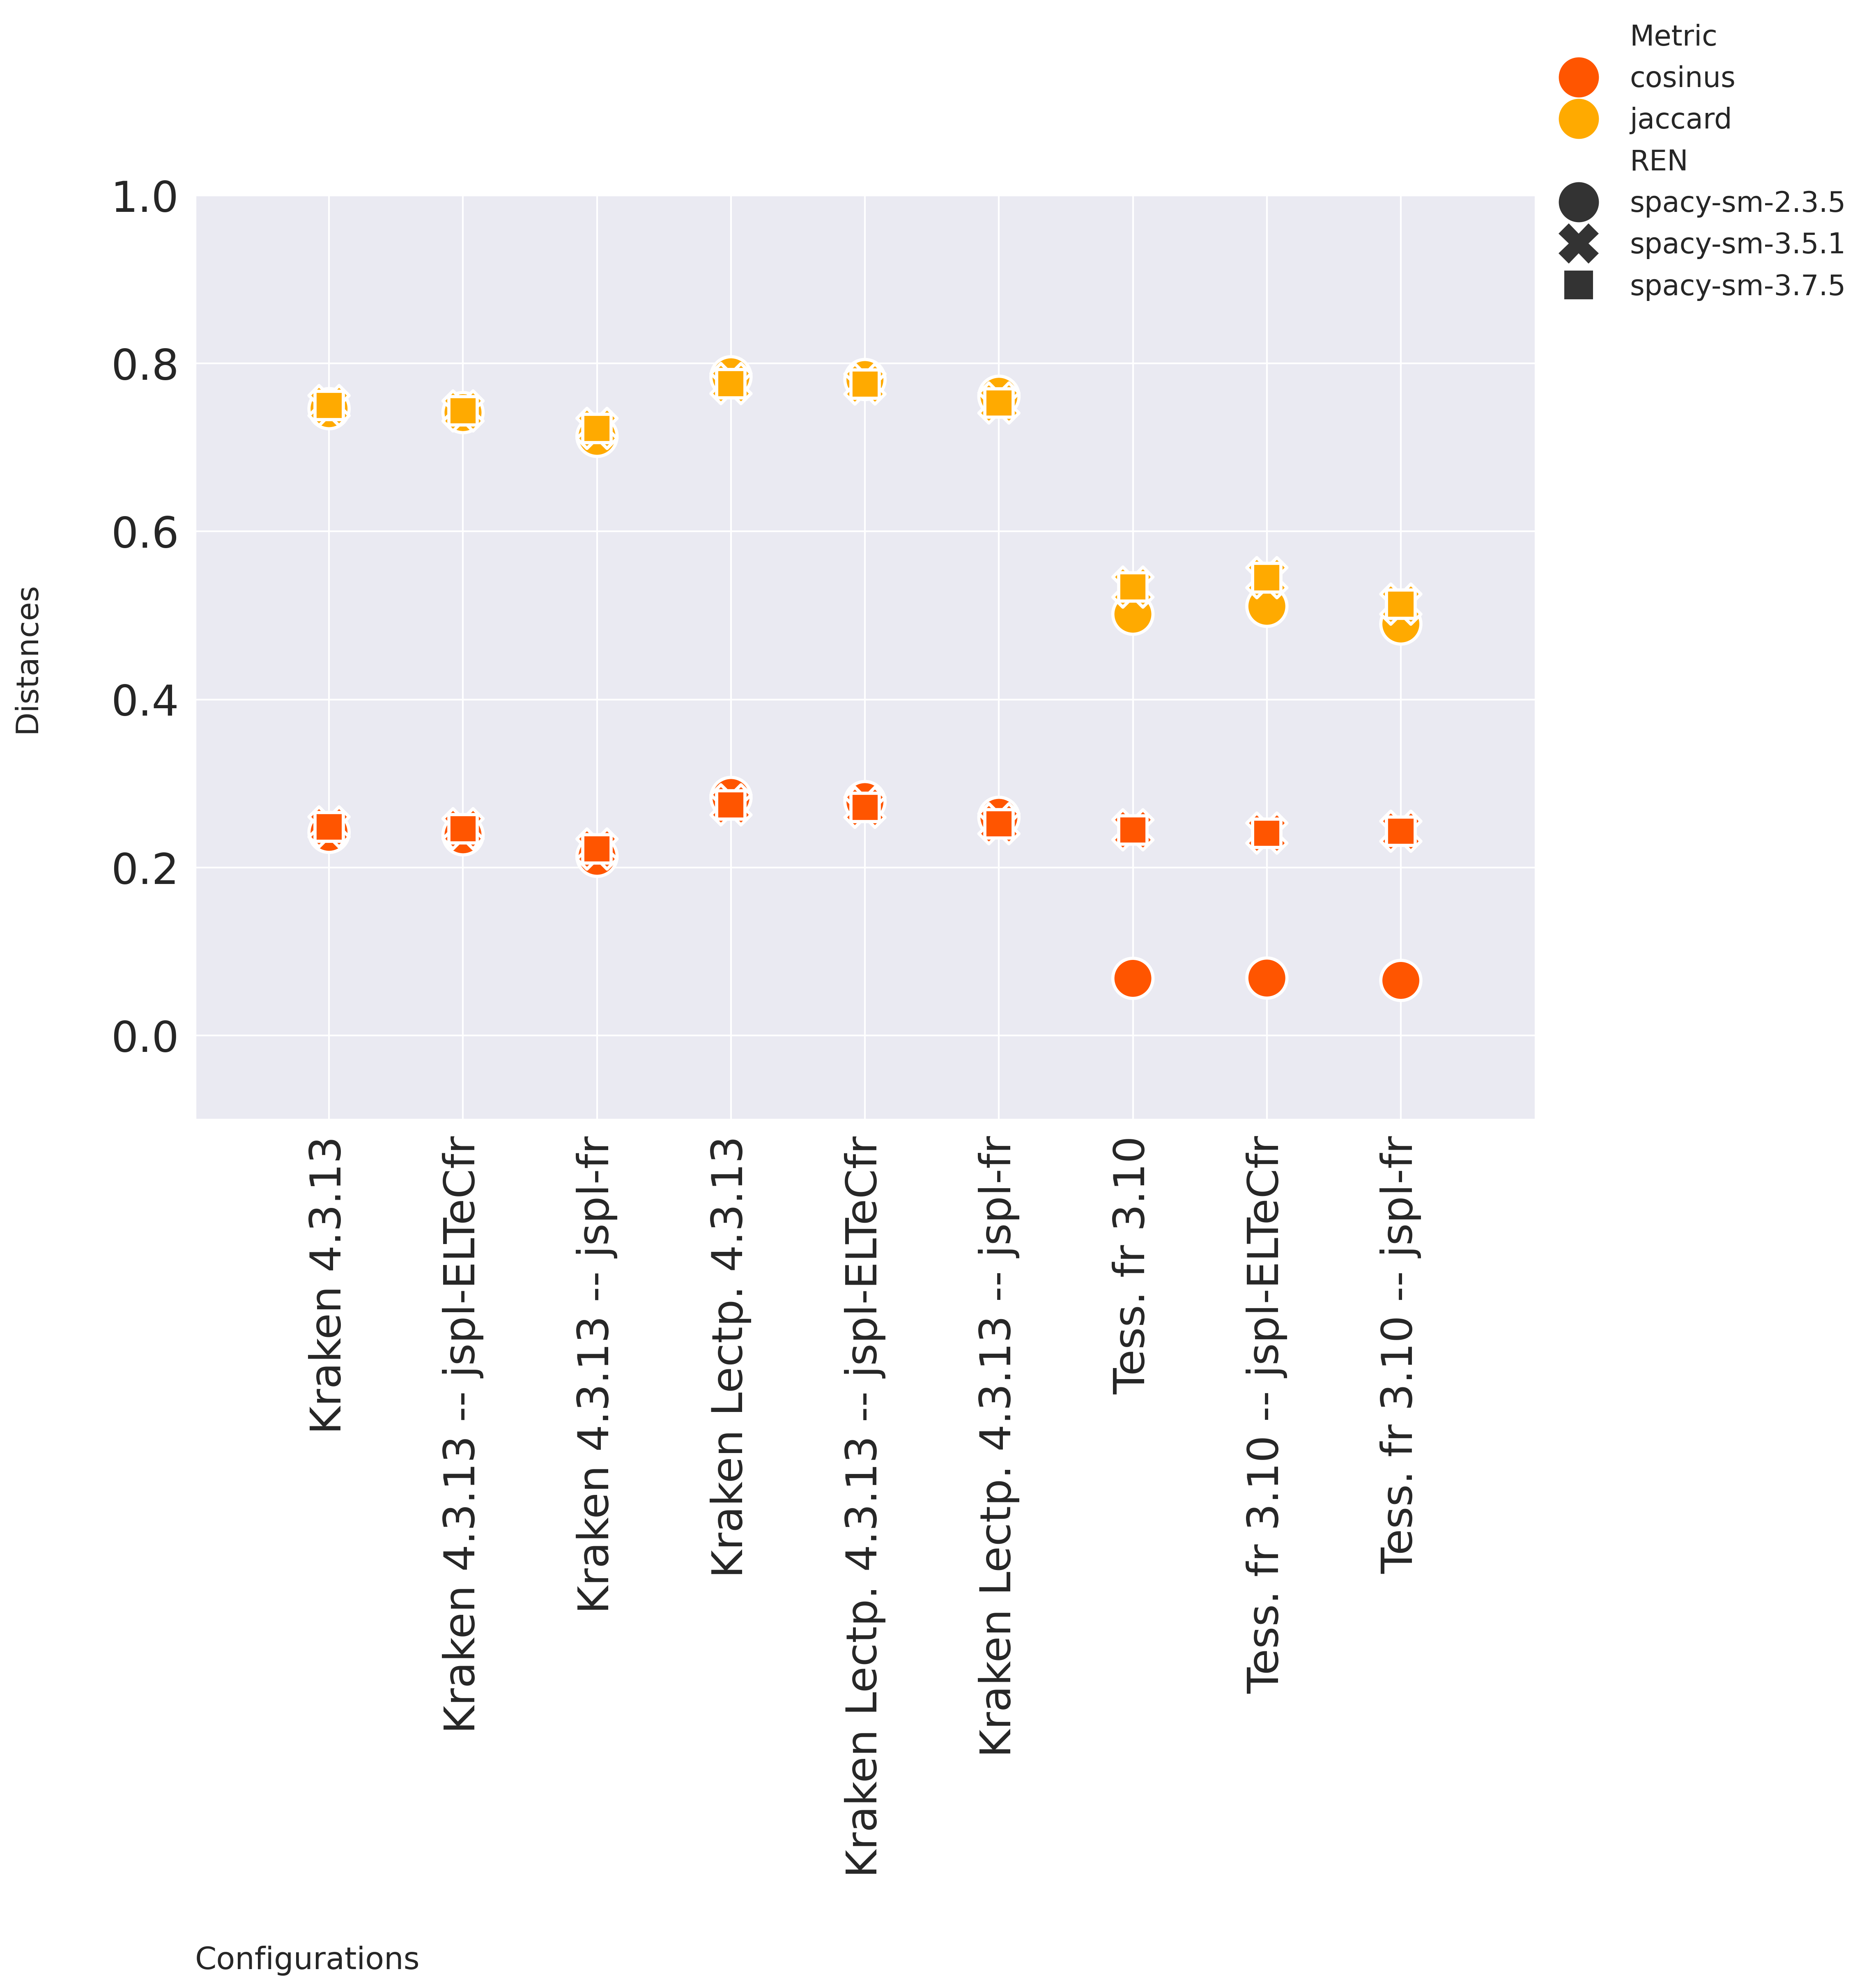 Metric
cosinus
jaccard
REN
spacy-sm-2.3.5
spacy-sm-3.5.1
spacy-sm-3.7.5
1.0
0.8
0.6
0.4
0.2
0.0
Distances
Kraken 4.3.13
Kraken 4.3.13 -- jspl-ELTeCfr
Kraken 4.3.13 -- jspl-fr
Kraken Lectp. 4.3.13
Kraken Lectp. 4.3.13 -- jspl-ELTeCfr
Kraken Lectp. 4.3.13 -- jspl-fr
Tess. fr 3.10
Tess. fr 3.10 -- jspl-ELTeCfr
Tess. fr 3.10 -- jspl-fr
Configurations